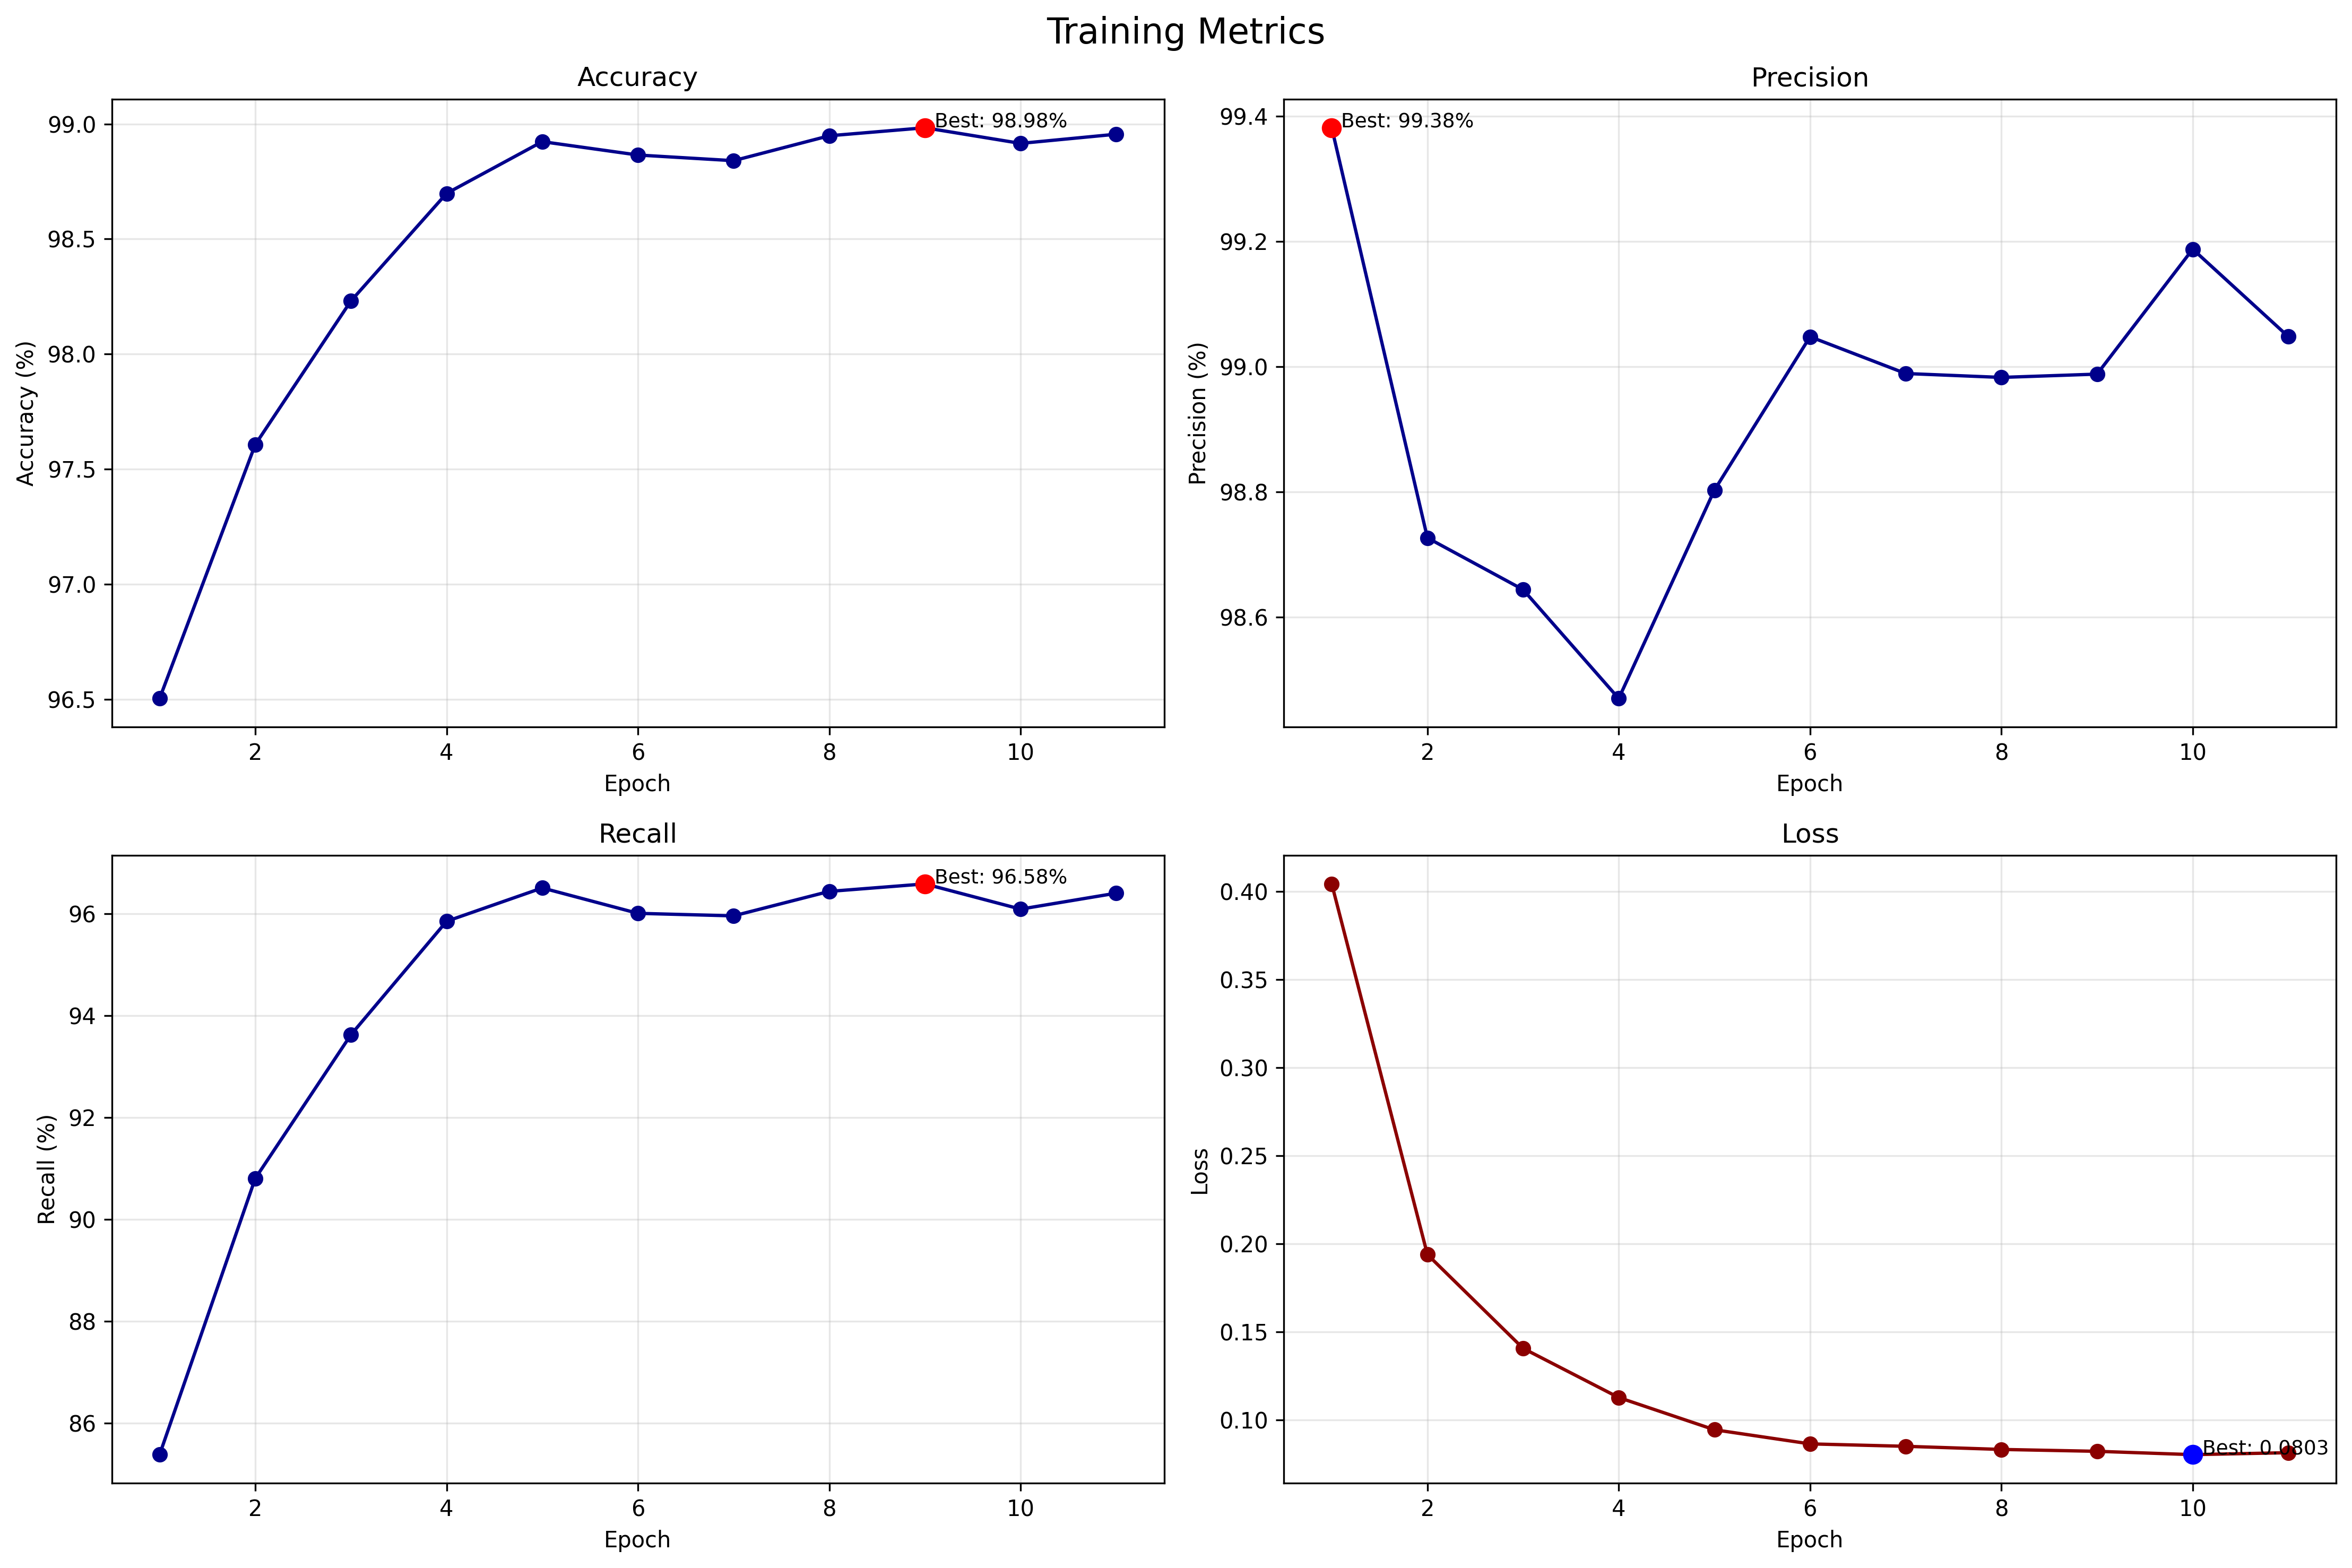 Training Metrics
Accuracy
Accuracy (%)
99.0
98.5
98.0
97.5
97.0
96.5
Best: 98.98%
2 4 6 8 10
Epoch
Precision
Precision (%)
99.4
99.2
99.0
98.8
98.6
Best: 99.38%
2 4 6 8 10
Epoch
Recall
Recall (%)
96
94
92
90
88
86
Best: 96.58%
2 4 6 8 10
Epoch
Loss
Loss
0.40
0.35
0.30
0.25
0.20
0.15
0.10
Best: 0.0803
2 4 6 8 10
Epoch